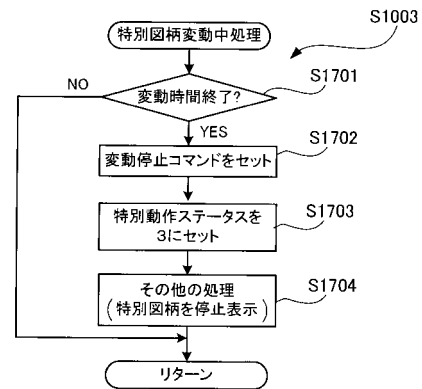 S1003
特別図柄変動中処理
S1701
NO
変動時間終了?
YES
S1702
変動停止コマンドをセット
S1703
特別動作ステータスを
3にセット
S1704
その他の処理
(特別図柄を停止表示)
リターン